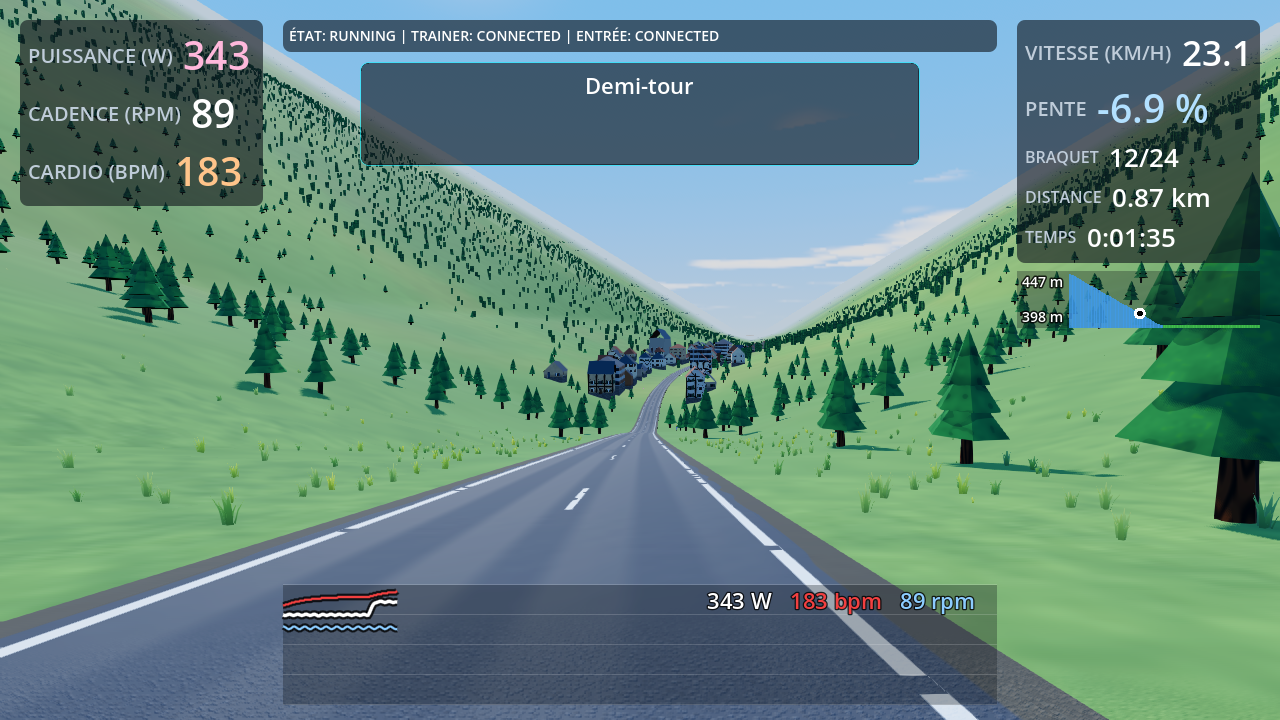 PUISSANCE (W) 343
CADENCE (RPM) 89
CARDIO (BPM) 183
ÉTAT: RUNNING | TRAINER: CONNECTED | ENTRÉE: CONNECTED
Demi-tour
VITESSE (KM/H) 23.1
PENTE -6.9 %
BRAQUET 12/24
DISTANCE 0.87 km
TEMPS 0:01:35
447 m
398 m
343 W 183 bpm 89 rpm